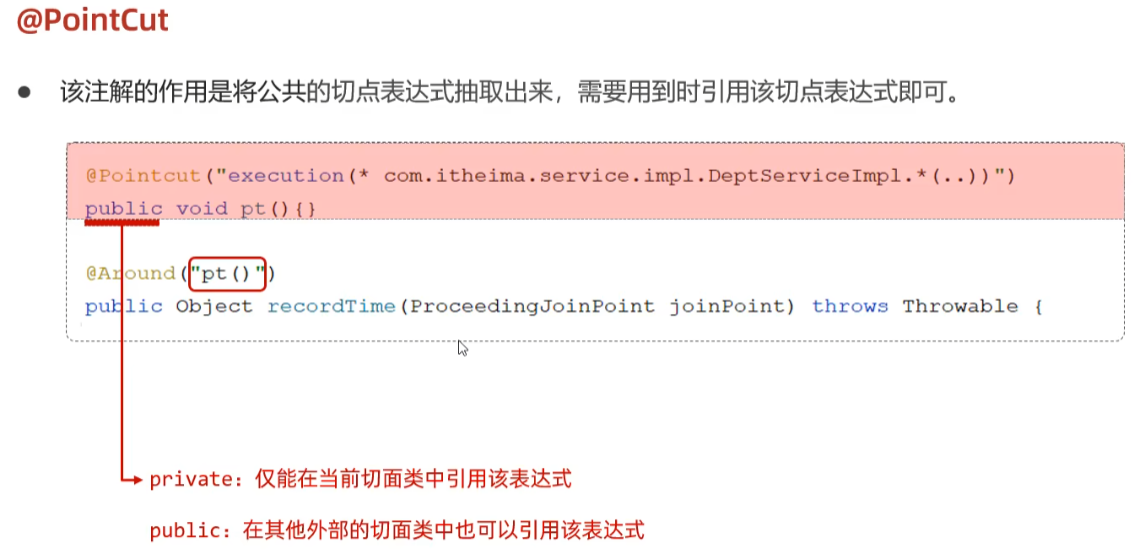 @PointCut
● 该注解的作用是将公共的切点表达式抽取出来，需要用到时引用该切点表达式即可。
@Pointcut("execution(* com.itheima.service.impl.DeptServiceImpl.*(..))")
public void pt(){}
@Around("pt()")
public Object recordTime(ProceedingJoinPoint joinPoint) throws Throwable {
private：仅能在当前切面类中引用该表达式
public：在其他外部的切面类中也可以引用该表达式